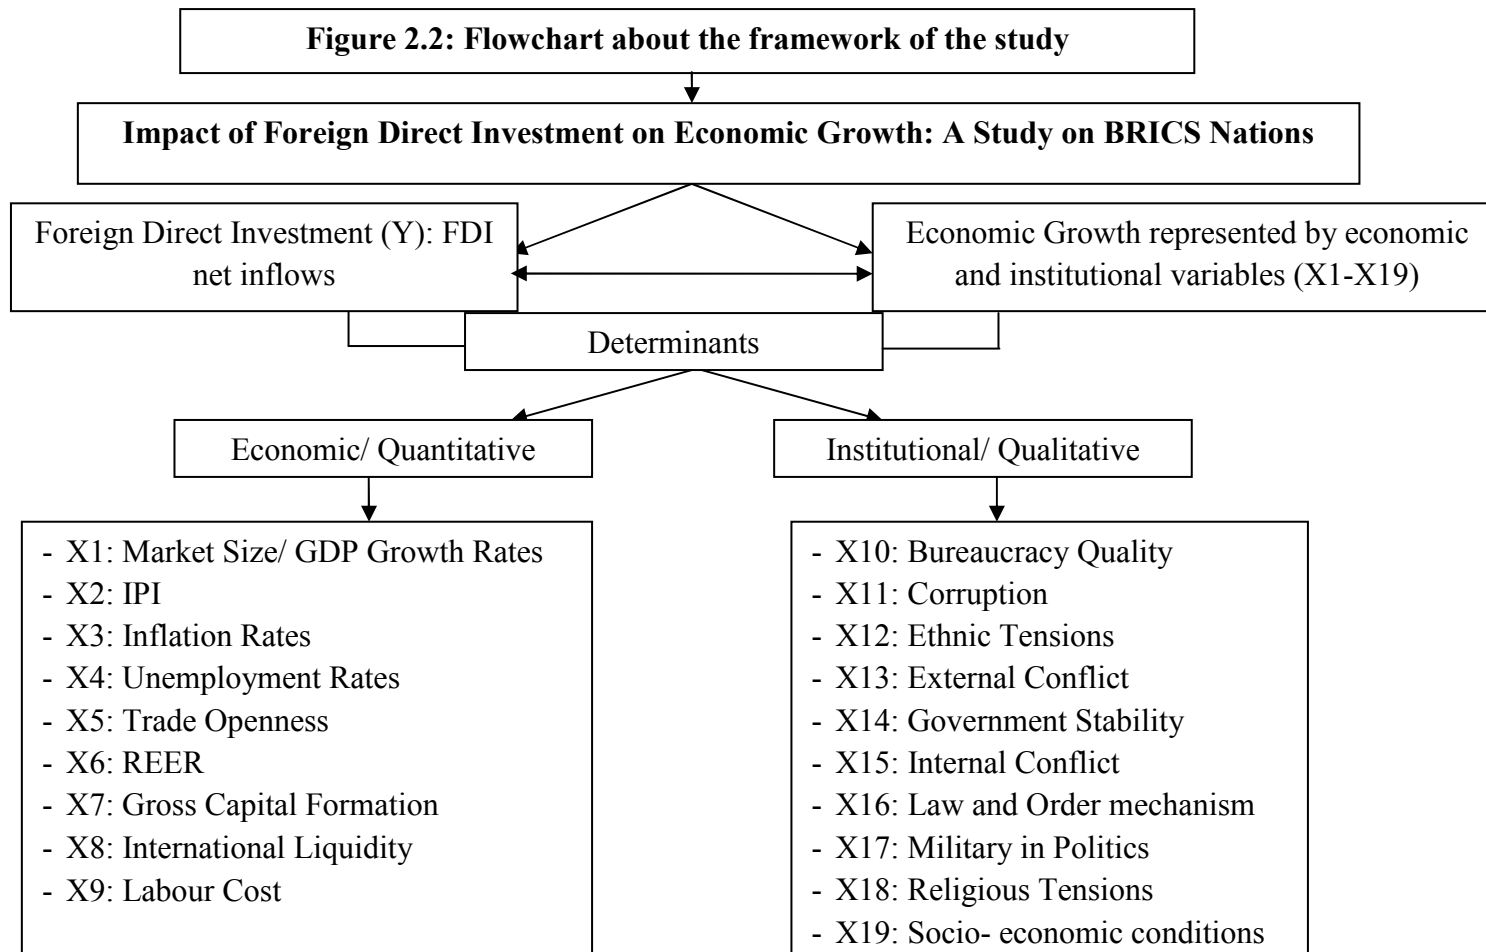 Figure 2.2: Flowchart about the framework of the study
Impact of Foreign Direct Investment on Economic Growth: A Study on BRICS Nations
Foreign Direct Investment (Y): FDI
net inflows
Economic Growth represented by economic
and institutional variables (X1-X19)
Determinants
Economic/ Quantitative
Institutional/ Qualitative
- X1: Market Size/ GDP Growth Rates
- X2: IPI
- X3: Inflation Rates
- X4: Unemployment Rates
- X5: Trade Openness
- X6: REER
- X7: Gross Capital Formation
- X8: International Liquidity
- X9: Labour Cost
- X10: Bureaucracy Quality
- X11: Corruption
- X12: Ethnic Tensions
- X13: External Conflict
- X14: Government Stability
- X15: Internal Conflict
- X16: Law and Order mechanism
- X17: Military in Politics
- X18: Religious Tensions
- X19: Socio- economic conditions